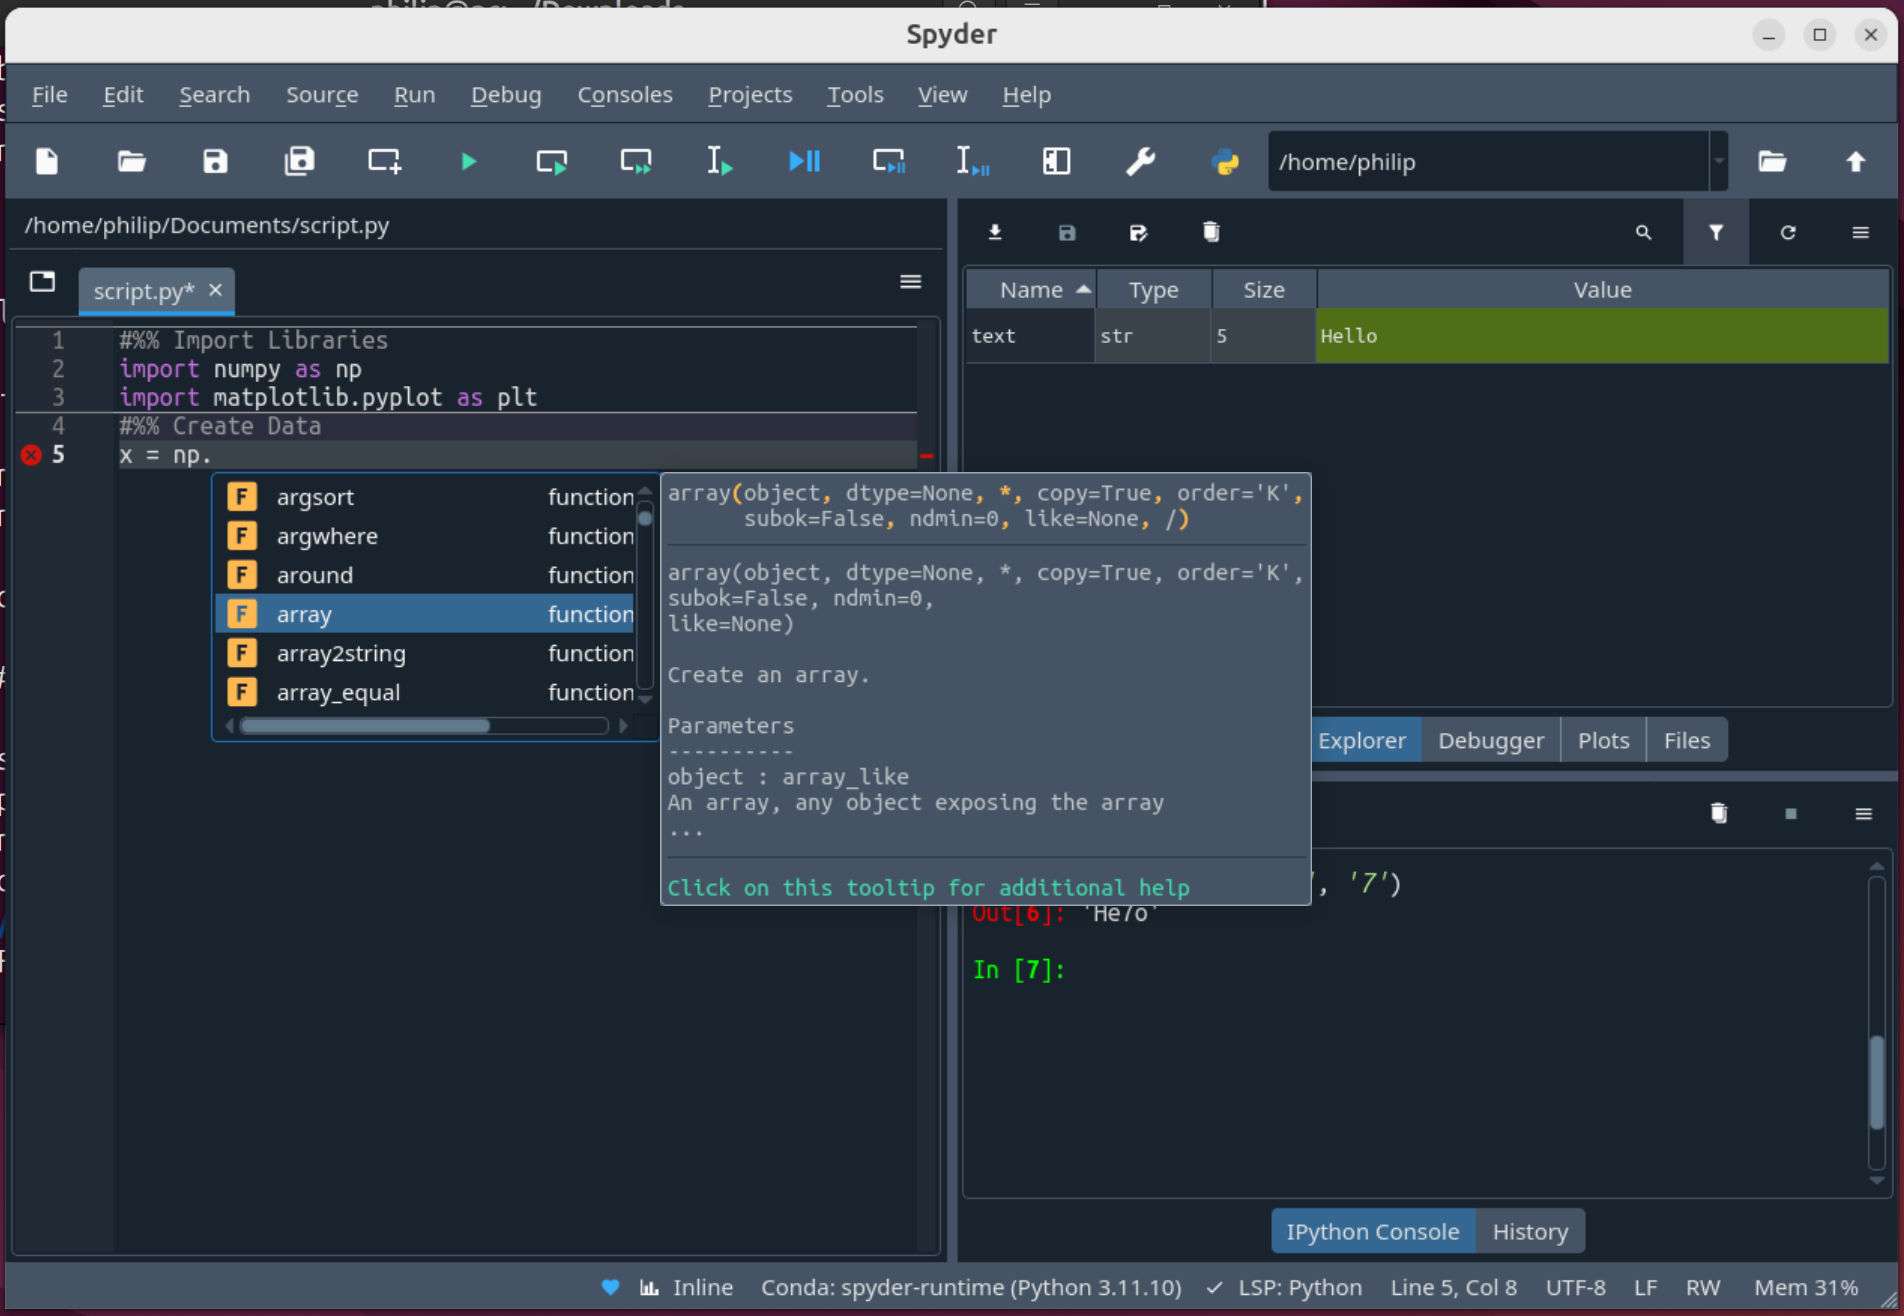 Spyder
File Edit Search Source Run Debug Consoles Projects Tools View Help
/home/philip
/home/philip/Documents/script.py
script.py*
1 #%% Import Libraries
2 import numpy as np
3 import matplotlib.pyplot as plt
4 #%% Create Data
5 x = np.
F argsort function
F argwhere function
F around function
F array function
F array2string function
F array_equal function
array(object, dtype=None, *, copy=True, order='K',
subok=False, ndmin=0, like=None, /)
array(object, dtype=None, *, copy=True, order='K',
subok=False, ndmin=0,
like=None)
Create an array.
Parameters
----------
object : array_like
An array, any object exposing the array
...
Click on this tooltip for additional help
Name Type Size Value
text str 5 Hello
Explorer Debugger Plots Files
, '7')
Out[6]: 'He7o'
In [7]:
IPython Console History
Inline Conda: spyder-runtime (Python 3.11.10) ✓ LSP: Python Line 5, Col 8 UTF-8 LF RW Mem 31%